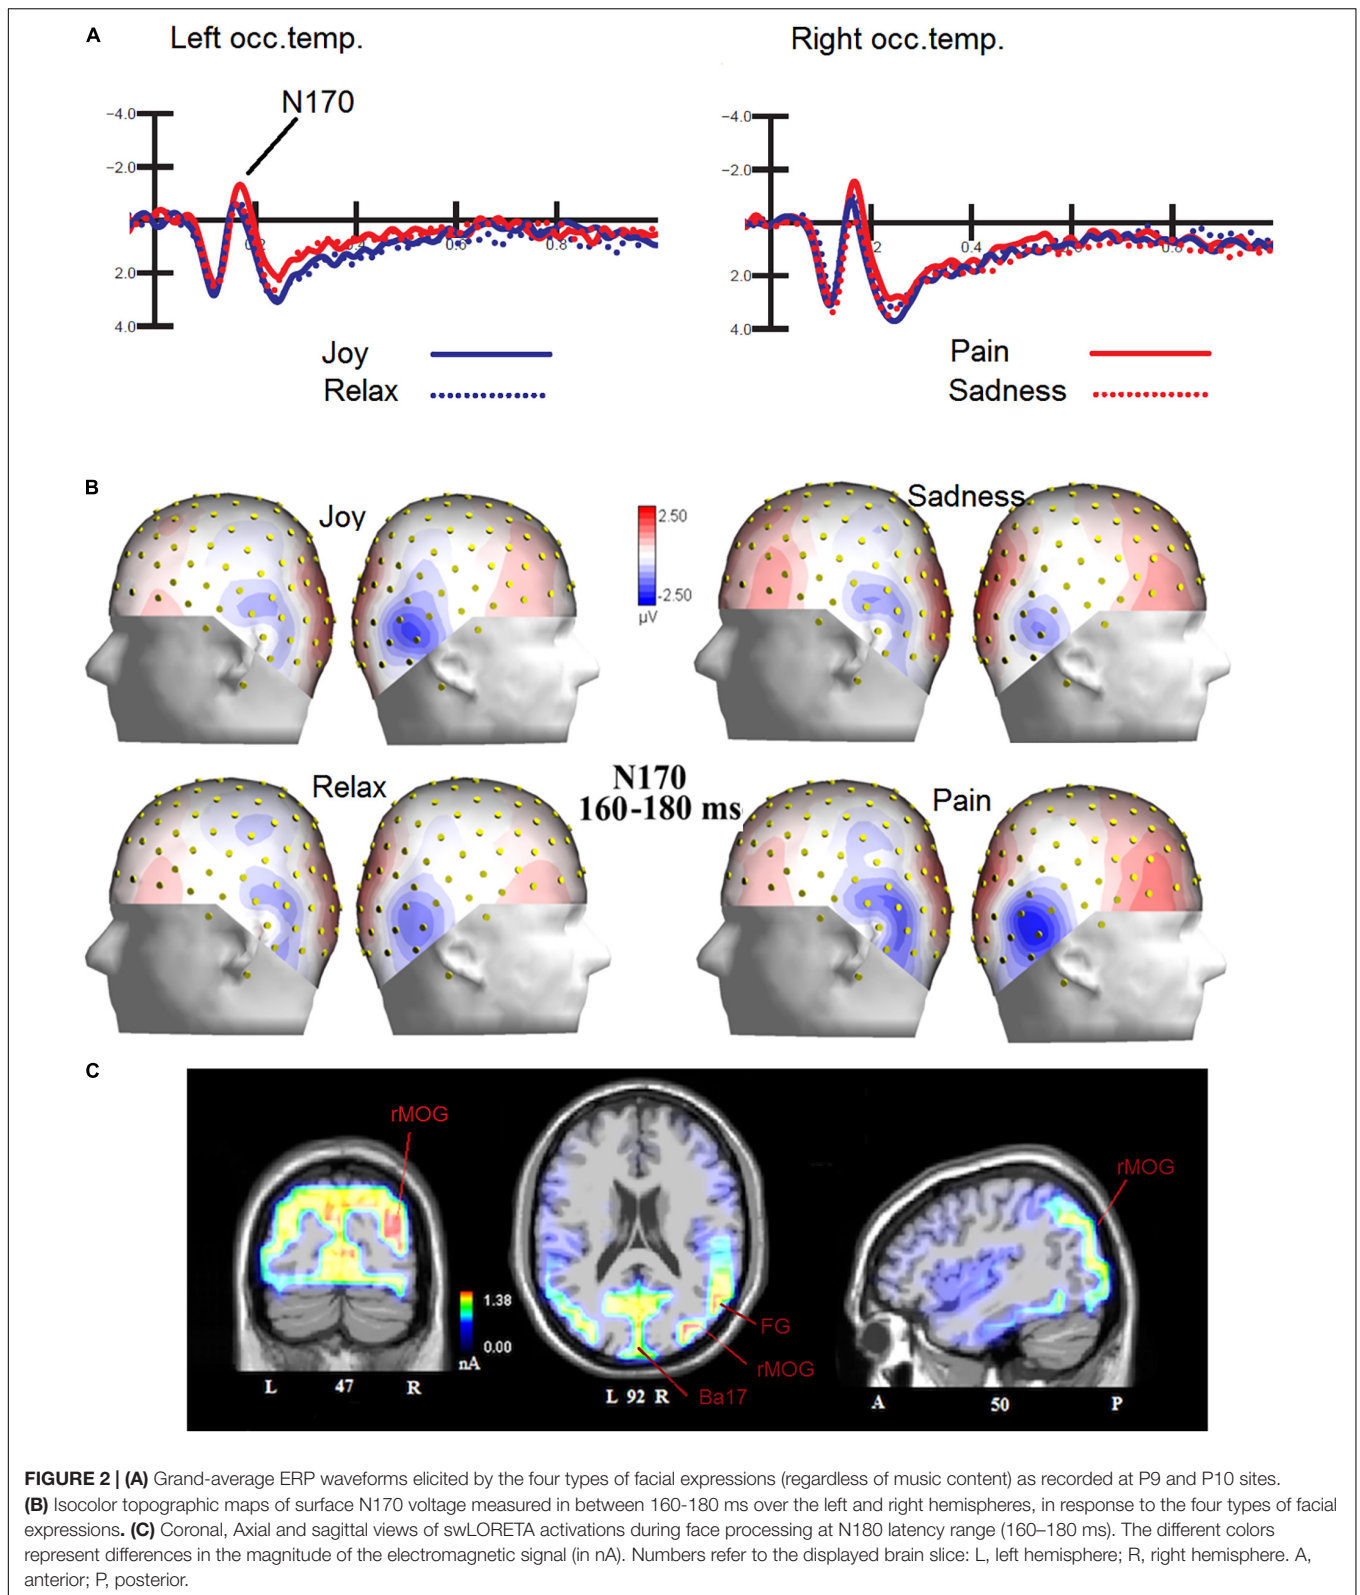 A
Left occ.temp.
Right occ.temp.
N170
−4.0
−2.0
2.0
4.0
0.2
0.4
0.6
0.8
−4.0
−2.0
2.0
4.0
0.2
0.4
0.6
0.8
Joy
Relax
Pain
Sadness
B
Joy
Sadness
2.50
-2.50
µV
Relax
N170
160-180 ms
Pain
C
rMOG
rMOG
1.38
0.00
nA
FG
rMOG
Ba17
L 47 R
L 92 R
A 50 P
FIGURE 2 | (A) Grand-average ERP waveforms elicited by the four types of facial expressions (regardless of music content) as recorded at P9 and P10 sites.
(B) Isocolor topographic maps of surface N170 voltage measured in between 160-180 ms over the left and right hemispheres, in response to the four types of facial
expressions. (C) Coronal, Axial and sagittal views of swLORETA activations during face processing at N180 latency range (160–180 ms). The different colors
represent differences in the magnitude of the electromagnetic signal (in nA). Numbers refer to the displayed brain slice: L, left hemisphere; R, right hemisphere. A,
anterior; P, posterior.